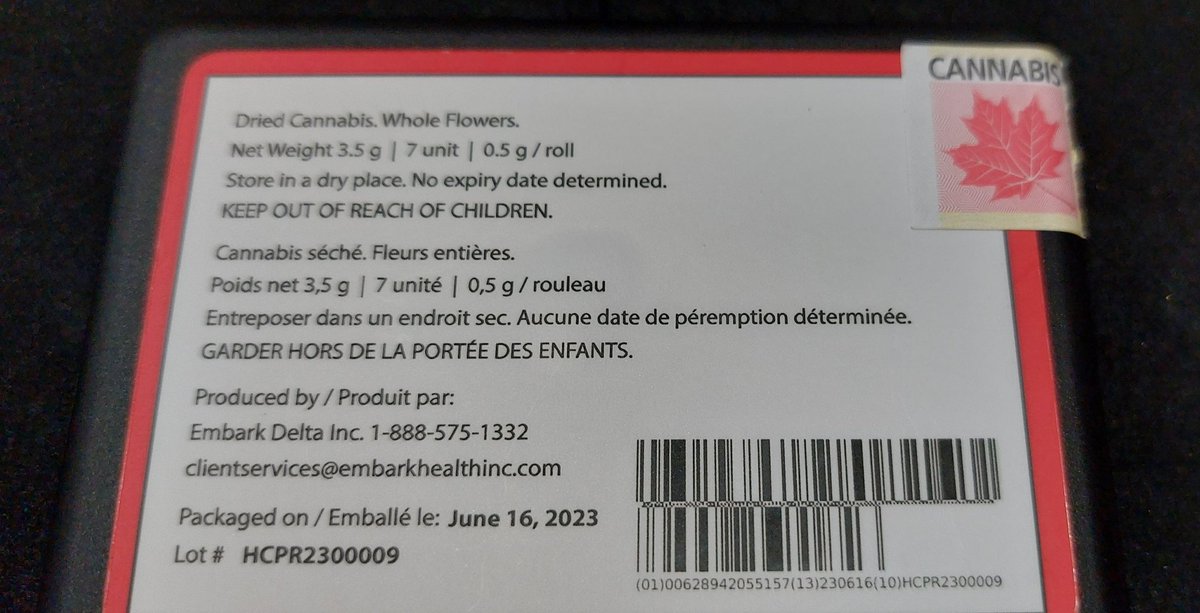 CANNABIS
Dried Cannabis. Whole Flowers.
Net Weight 3.5 g | 7 unit | 0.5 g / roll
Store in a dry place. No expiry date determined.
KEEP OUT OF REACH OF CHILDREN.
Cannabis séché. Fleurs entières.
Poids net 3,5 g | 7 unité | 0,5 g / rouleau
Entreposer dans un endroit sec. Aucune date de péremption déterminée.
GARDER HORS DE LA PORTÉE DES ENFANTS.
Produced by / Produit par:
Embark Delta Inc. 1-888-575-1332
clientservices@embarkhealthinc.com
Packaged on / Emballé le: June 16, 2023
Lot # HCPR2300009
(01)00628942055157(13)230616(10)HCPR2300009